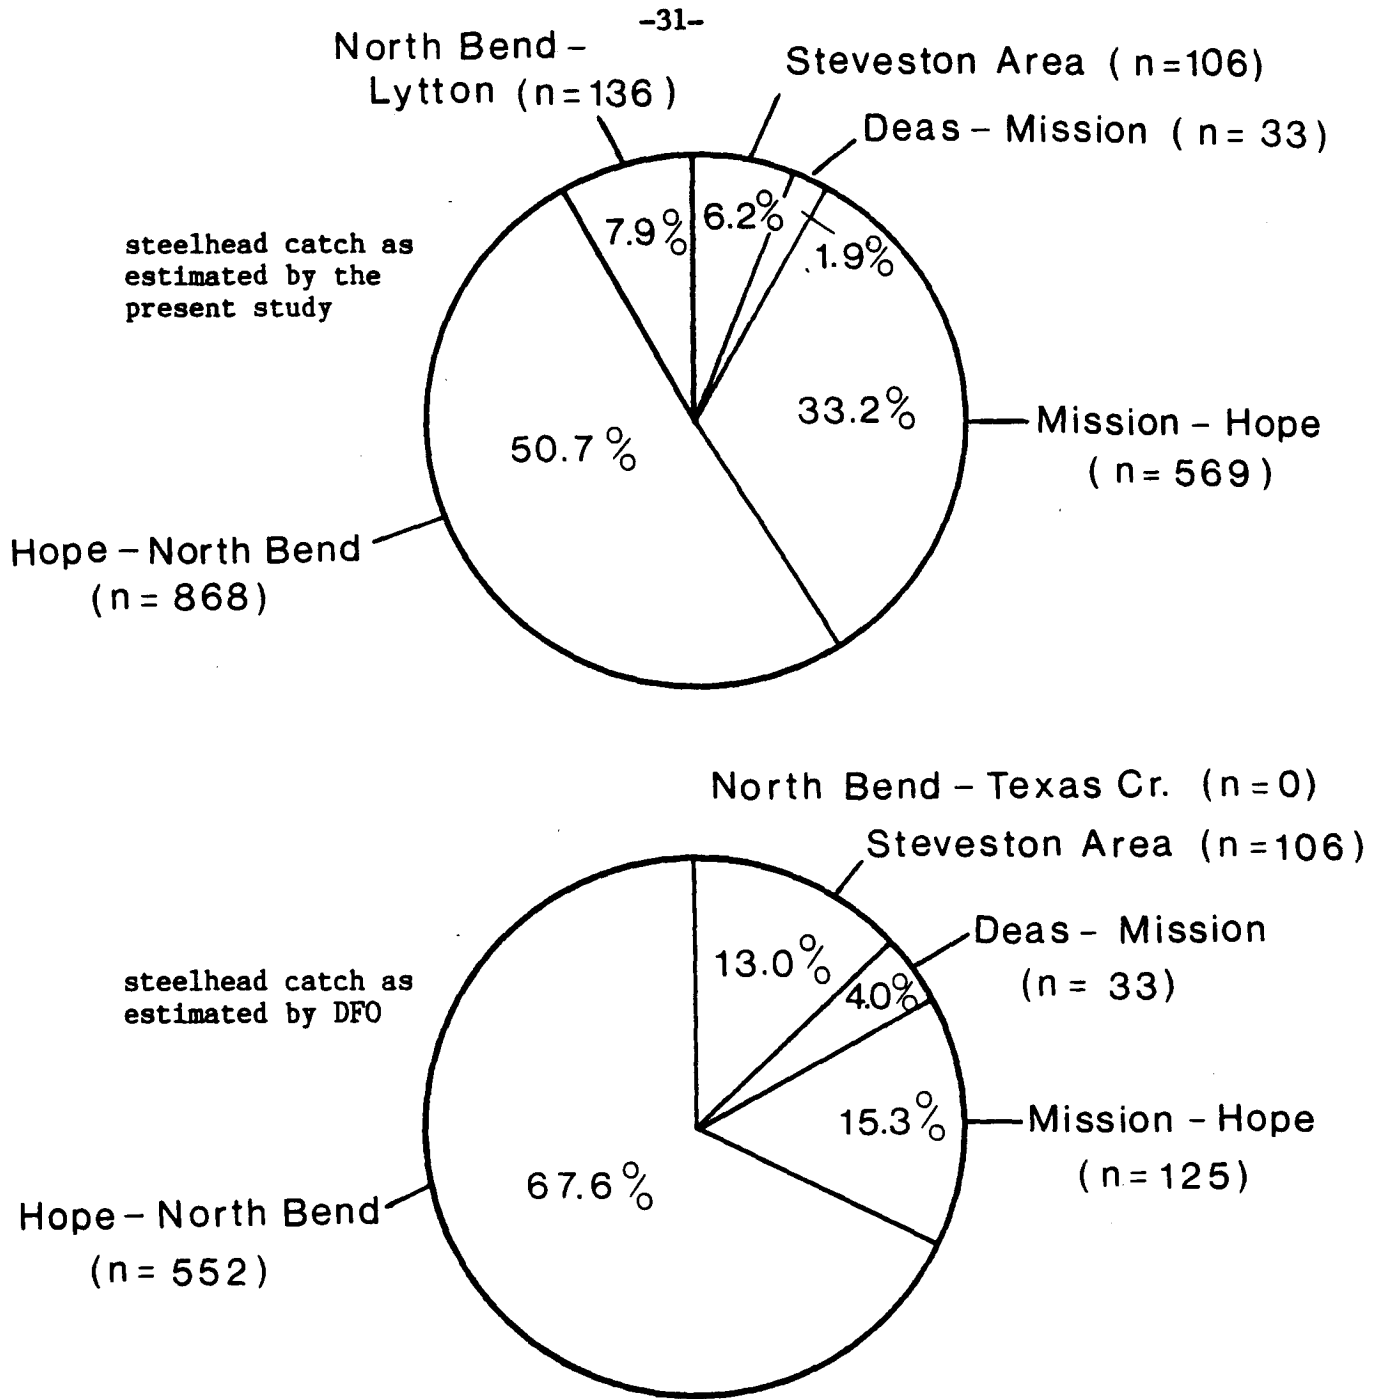 -31-
North Bend -
Lytton (n=136)
Steveston Area (n=106)
Deas - Mission (n= 33)
7.9%
6.2%
1.9%
steelhead catch as
estimated by the
present study
33.2%
50.7%
Mission - Hope
(n= 569)
Hope - North Bend
(n= 868)
North Bend - Texas Cr. (n=0)
Steveston Area (n=106)
Deas - Mission
(n= 33)
13.0%
4.0%
steelhead catch as
estimated by DFO
15.3%
Mission - Hope
(n=125)
67.6%
Hope - North Bend
(n= 552)